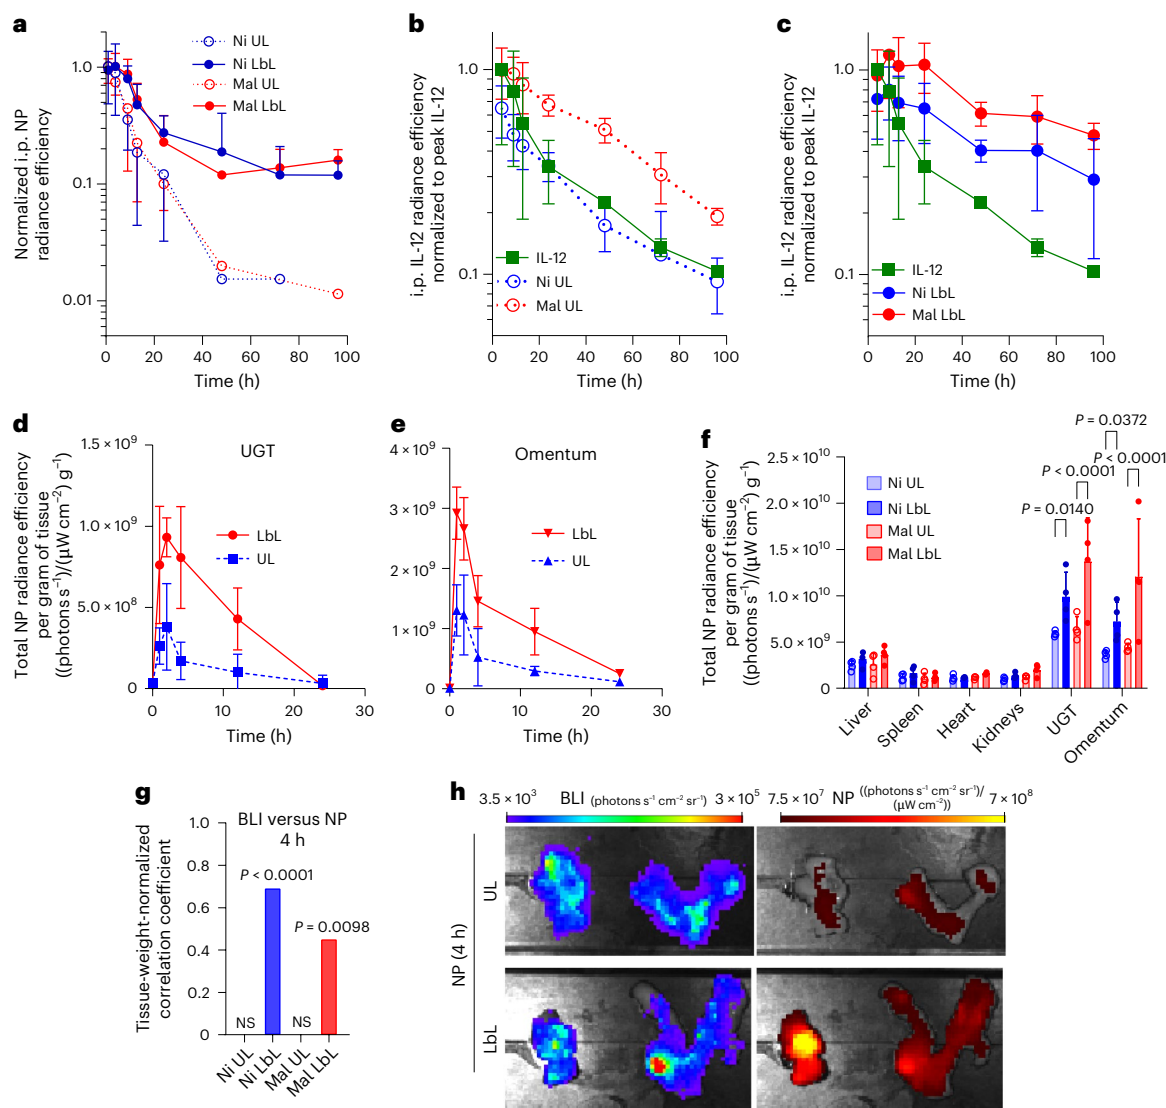 a
Normalized i.p. NP
radiance efficiency
1.0
0.1
0.01
0 20 40 60 80 100
Time (h)
Ni UL
Ni LbL
Mal UL
Mal LbL
b
i.p. IL-12 radiance efficiency
normalized to peak IL-12
1.0
0.1
0 20 40 60 80 100
Time (h)
IL-12
Ni UL
Mal UL
c
i.p. IL-12 radiance efficiency
normalized to peak IL-12
1.0
0.1
0 20 40 60 80 100
Time (h)
IL-12
Ni LbL
Mal LbL
d
UGT
Total NP radiance efficiency
per gram of tissue
((photons s⁻¹)/(µW cm⁻²) g⁻¹)
1.5 × 10⁹
1.0 × 10⁹
5.0 × 10⁸
0
0 10 20 30
Time (h)
LbL
UL
e
Omentum
4 × 10⁹
3 × 10⁹
2 × 10⁹
1 × 10⁹
0
0 10 20 30
Time (h)
LbL
UL
f
Total NP radiance efficiency
per gram of tissue
((photons s⁻¹)/(µW cm⁻²) g⁻¹)
2.5 × 10¹⁰
2.0 × 10¹⁰
1.5 × 10¹⁰
1.0 × 10¹⁰
5.0 × 10⁹
0
Ni UL
Ni LbL
Mal UL
Mal LbL
P = 0.0372
P < 0.0001
P < 0.0001
P = 0.0140
Liver
Spleen
Heart
Kidneys
UGT
Omentum
g
BLI versus NP
4 h
Tissue-weight-normalized
correlation coefficient
1.0
0.8
0.6
0.4
0.2
0
P < 0.0001
P = 0.0098
NS
NS
Ni UL
Ni LbL
Mal UL
Mal LbL
h
3.5 × 10³ BLI (photons s⁻¹ cm⁻² sr⁻¹) 3 × 10⁵
7.5 × 10⁷ NP ((photons s⁻¹ cm⁻² sr⁻¹)/
(µW cm⁻²)) 7 × 10⁸
NP (4 h)
UL
LbL